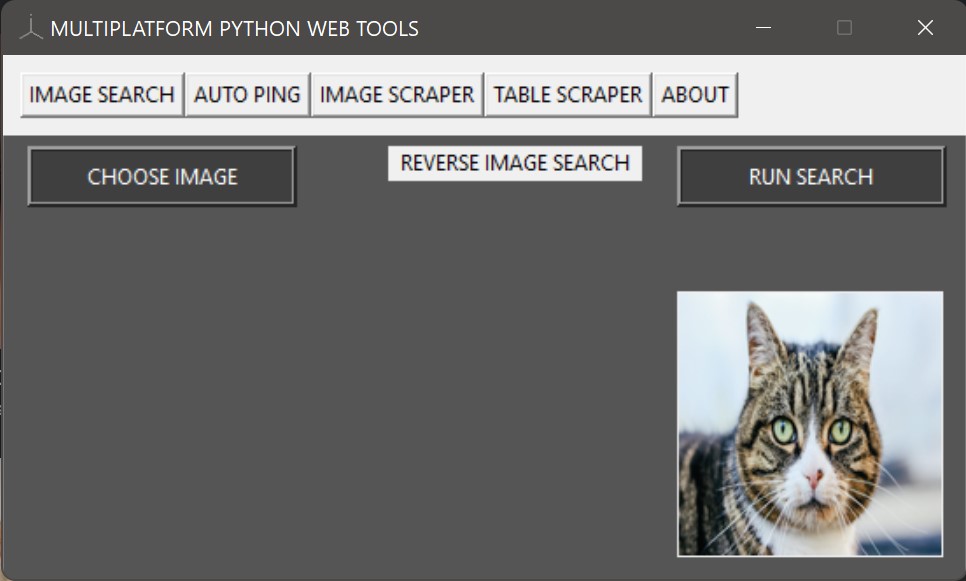 MULTIPLATFORM PYTHON WEB TOOLS
IMAGE SEARCH AUTO PING IMAGE SCRAPER TABLE SCRAPER ABOUT
CHOOSE IMAGE REVERSE IMAGE SEARCH RUN SEARCH